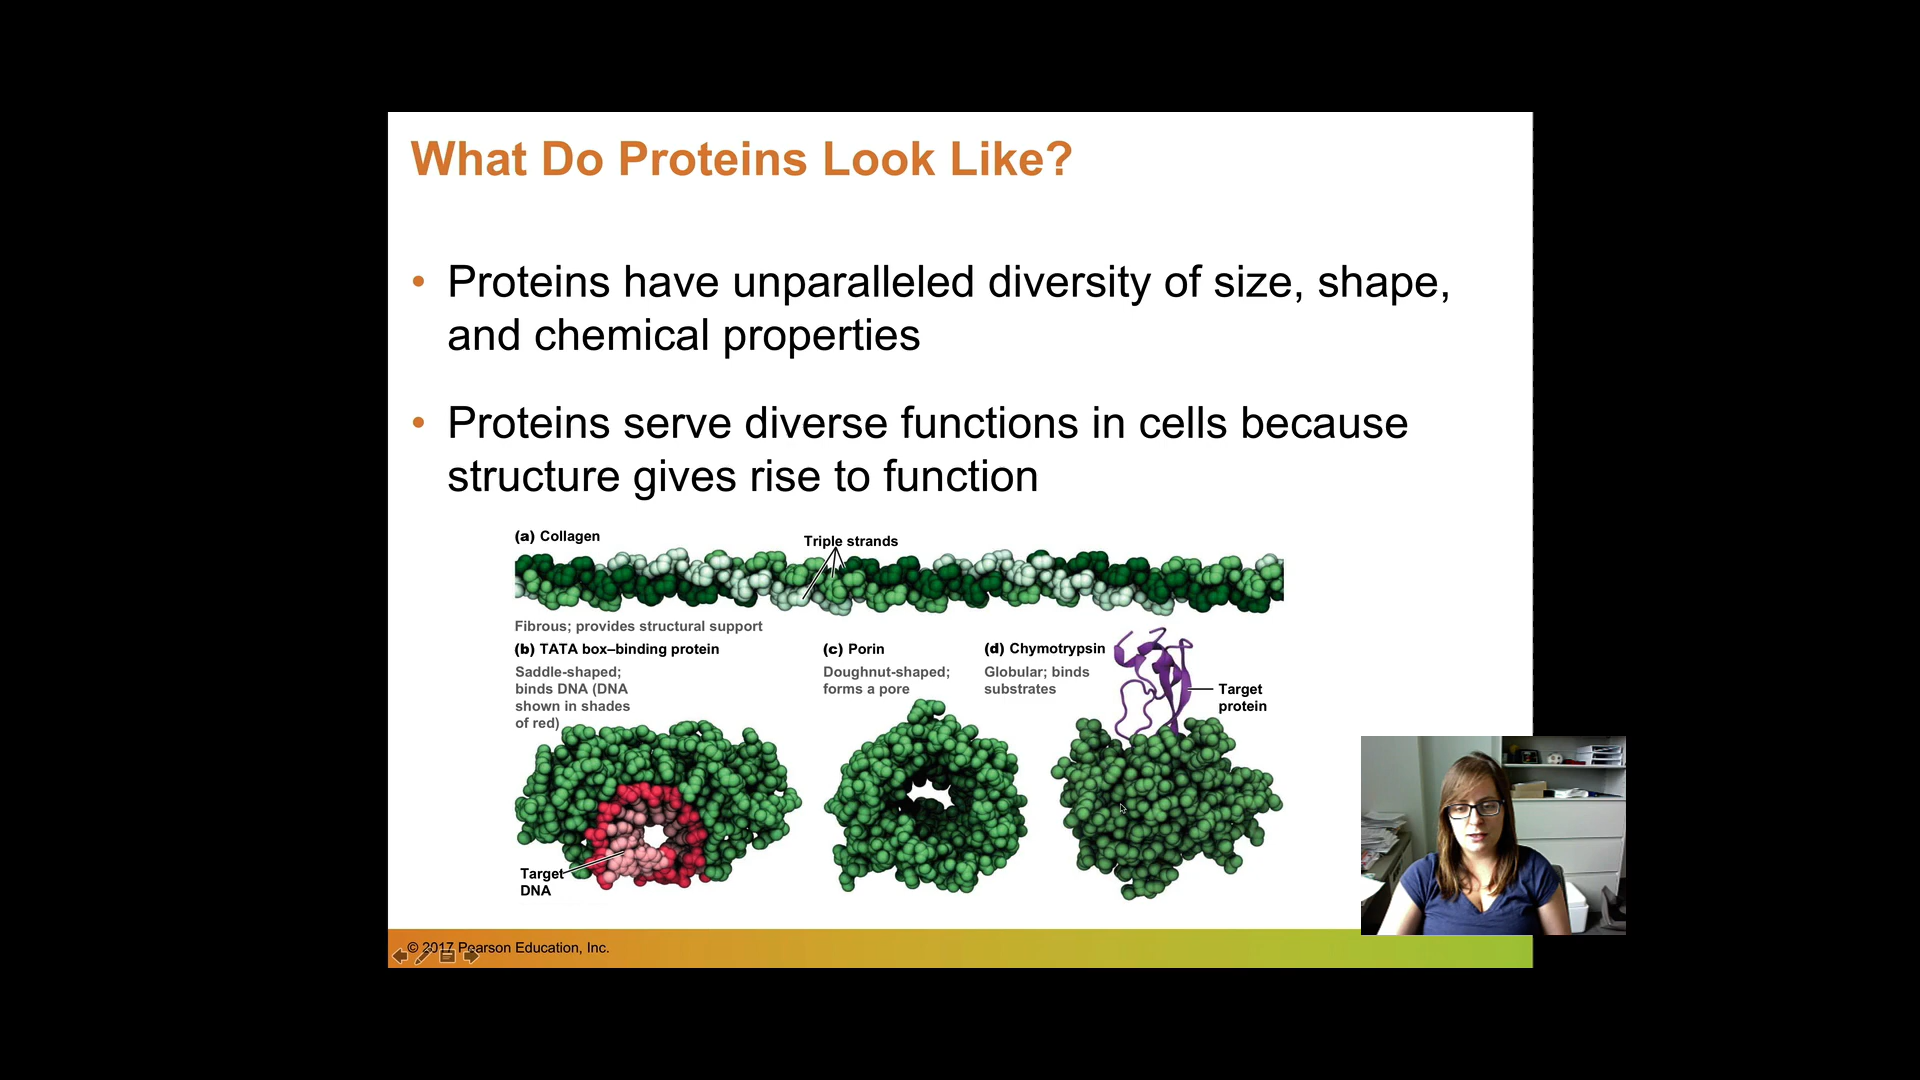 What Do Proteins Look Like?
• Proteins have unparalleled diversity of size, shape,
and chemical properties
• Proteins serve diverse functions in cells because
structure gives rise to function
(a) Collagen
Triple strands
Fibrous; provides structural support
(b) TATA box–binding protein
Saddle-shaped;
binds DNA (DNA
shown in shades
of red)
Target
DNA
(c) Porin
Doughnut-shaped;
forms a pore
(d) Chymotrypsin
Globular; binds
substrates
Target
protein
© 2017 Pearson Education, Inc.